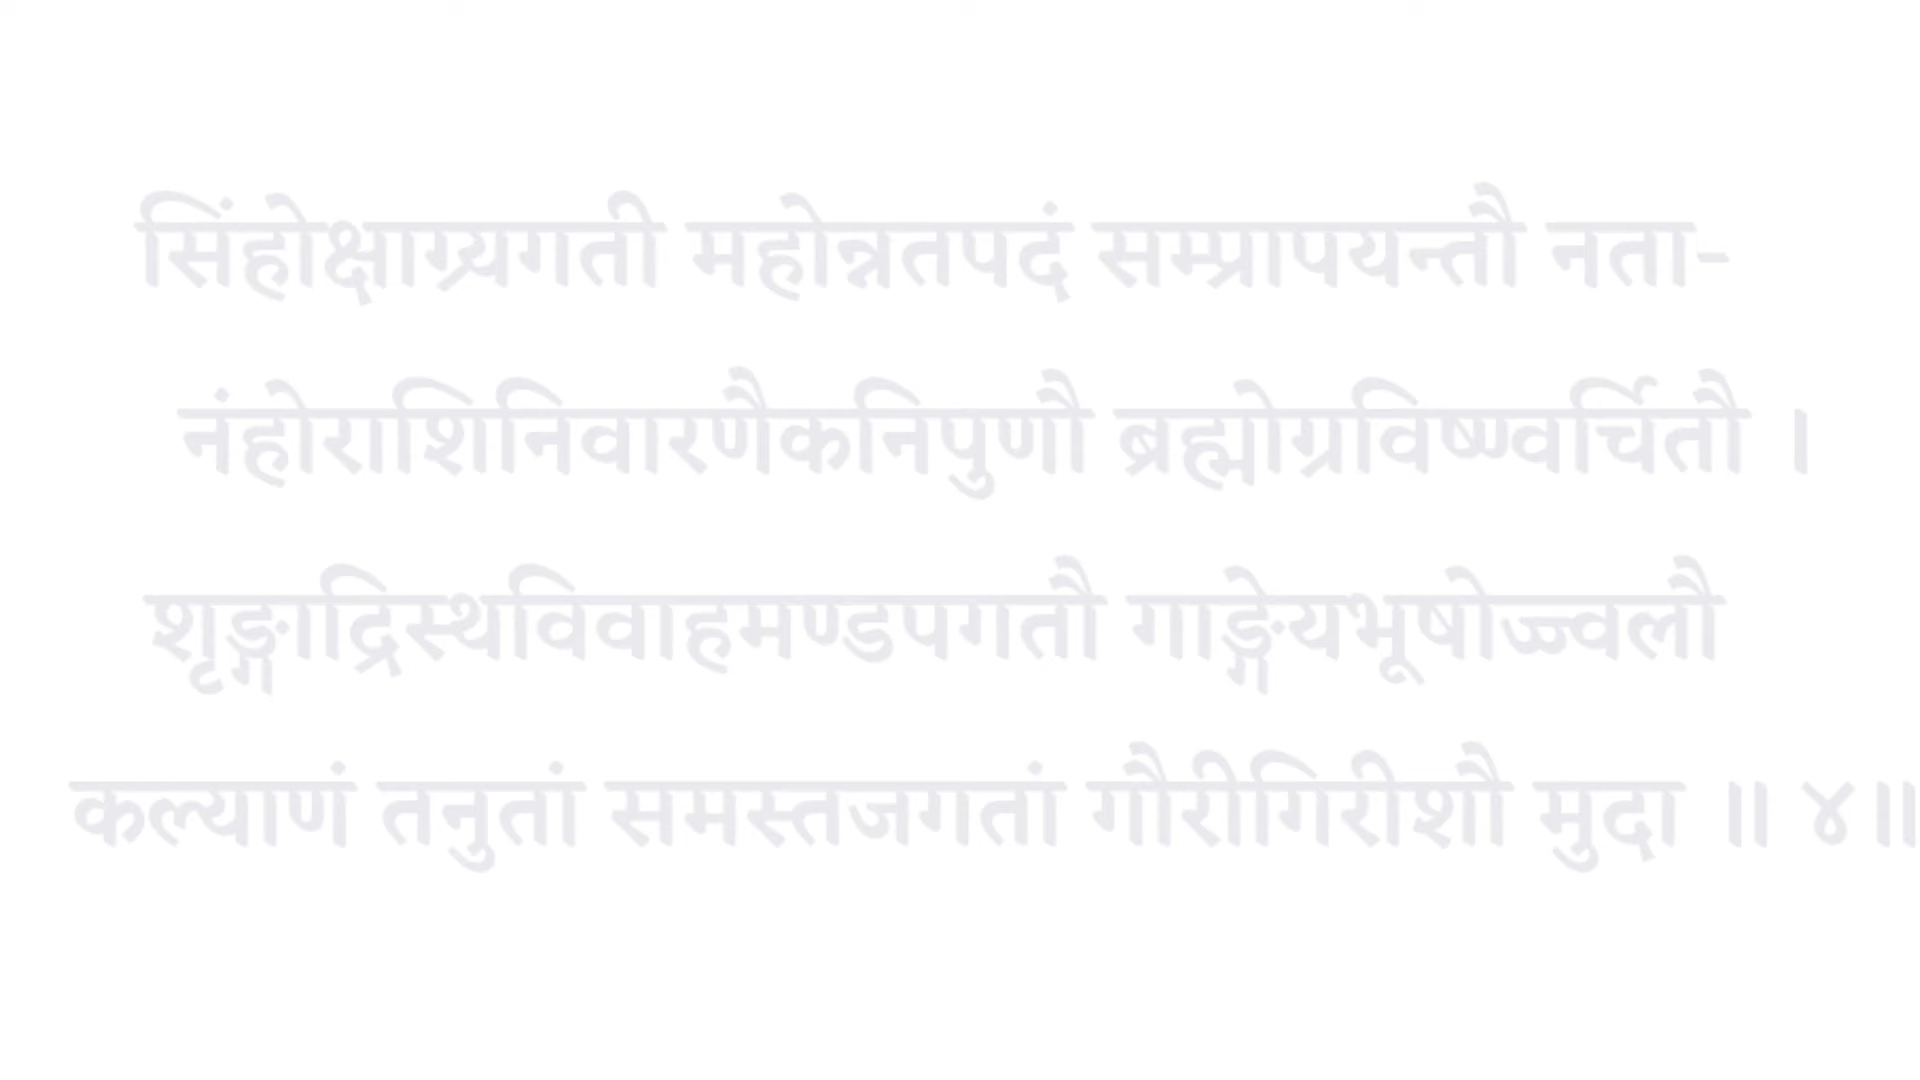 सिंहोक्षाग्र्यगती महोन्नतपदं सम्प्रापयन्तौ नता-
नंहोराशिनिवारणैकनिपुणौ ब्रह्मोग्रविष्ण्वर्चितौ ।
शृङ्गाद्रिस्थविवाहमण्डपगतौ गाङ्गेयभूषोज्ज्वलौ
कल्याणं तनुतां समस्तजगतां गौरीगिरीशौ मुदा ॥ ४॥